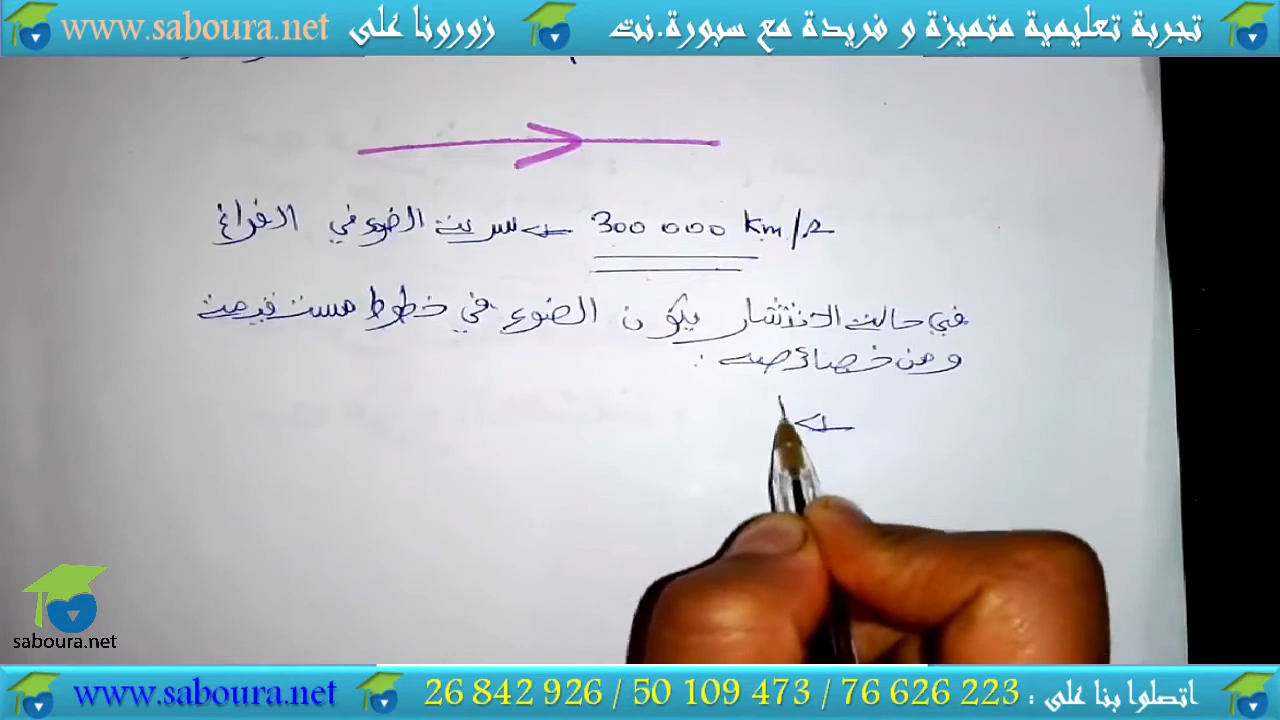 تجربة تعليمية متميزة و فريدة مع سبورة.نت زورونا على www.saboura.net
300 000 km/s ← سرعة الضوء في الفراغ
في حالة الانتشار يكون الضوء في خطوط مستقيمة
ومن خصائصه :
←
saboura.net
اتصلوا بنا على : 26 842 926 / 50 109 473 / 76 626 223 www.saboura.net